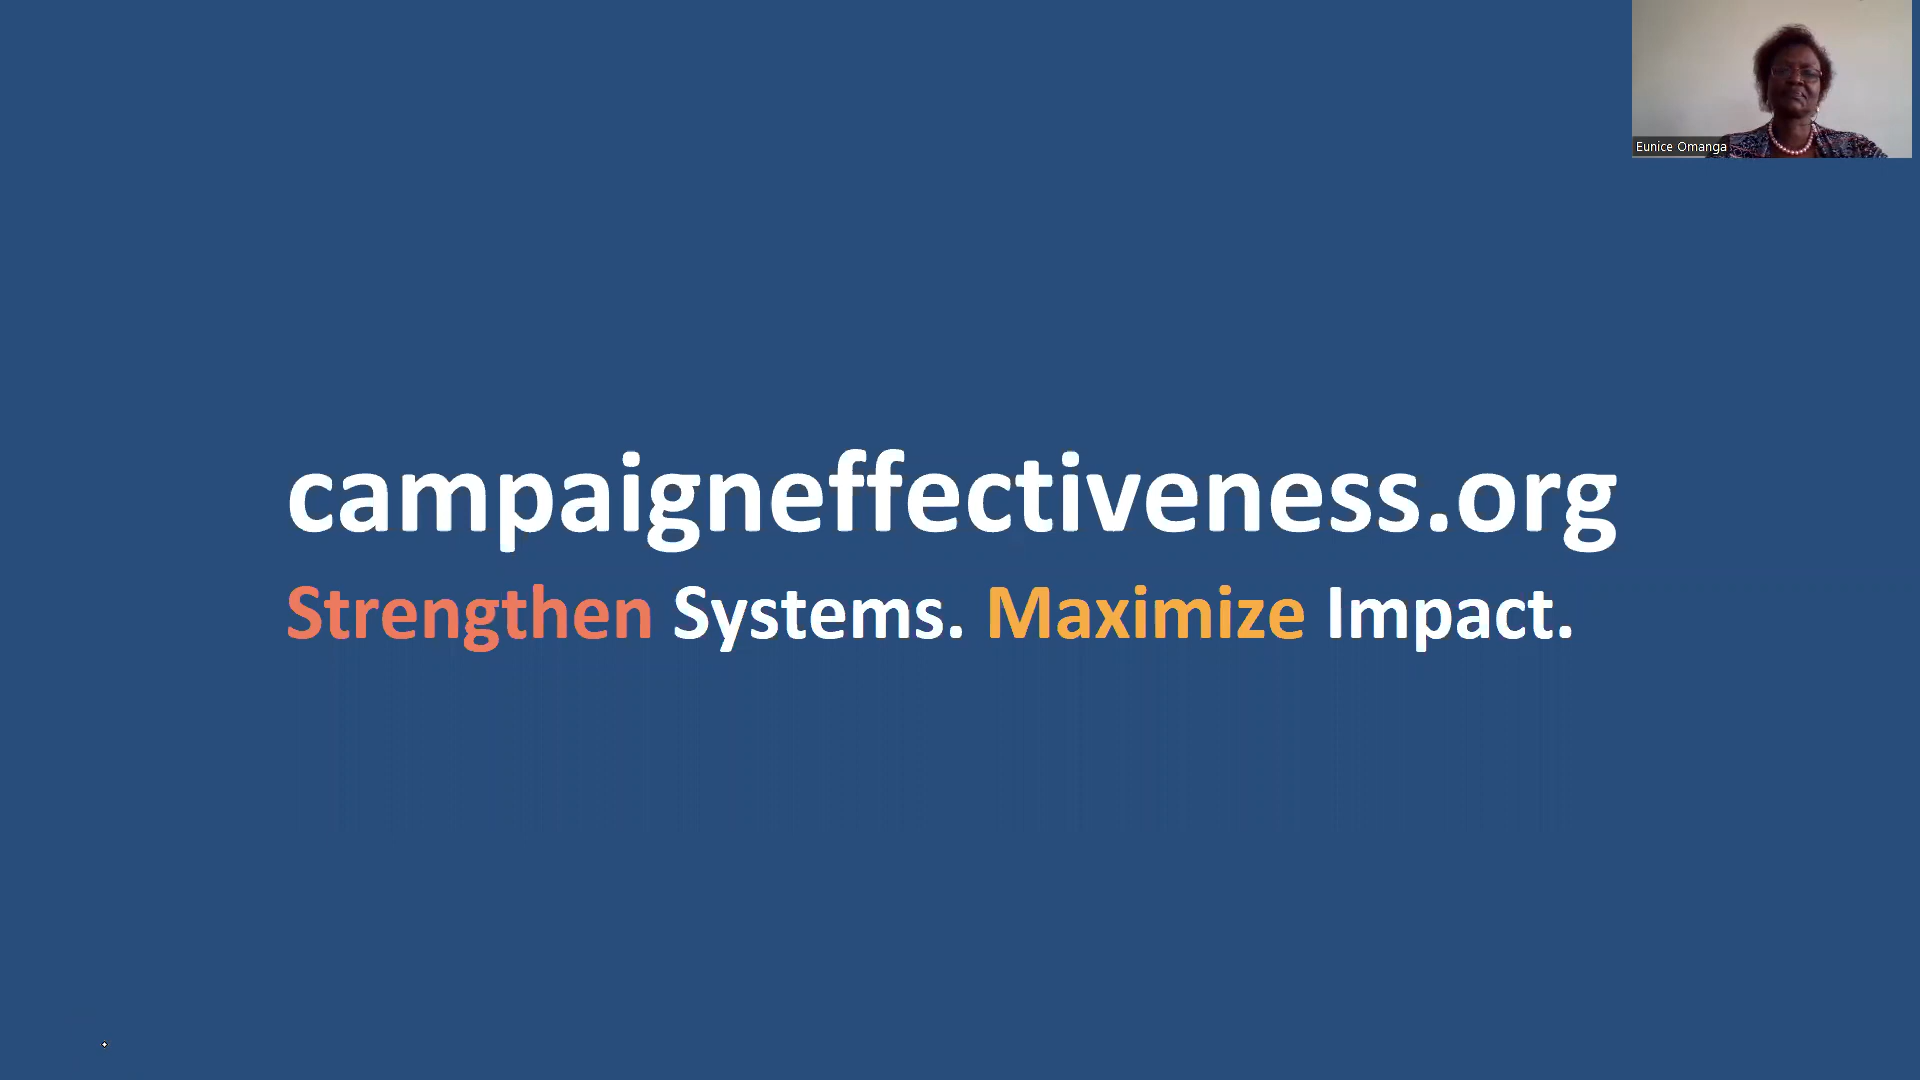 Eunice Omanga
campaigneffectiveness.org
Strengthen Systems. Maximize Impact.